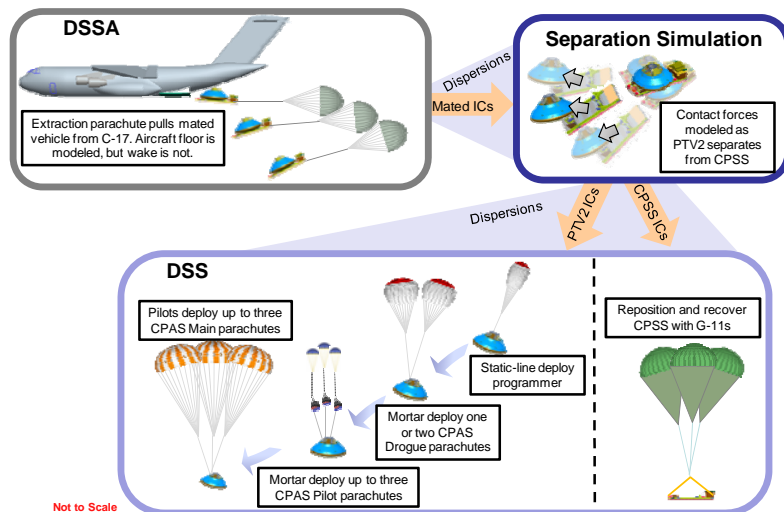 DSSA
Extraction parachute pulls mated
vehicle from C-17. Aircraft floor is
modeled, but wake is not.
Dispersions
Mated ICs
Separation Simulation
Contact forces
modeled as
PTV2 separates
from CPSS
Dispersions
PTV2 ICs
CPSS ICs
DSS
Pilots deploy up to three
CPAS Main parachutes
Static-line deploy
programmer
Mortar deploy one
or two CPAS
Drogue parachutes
Mortar deploy up to three
CPAS Pilot parachutes
Reposition and recover
CPSS with G-11s
Not to Scale